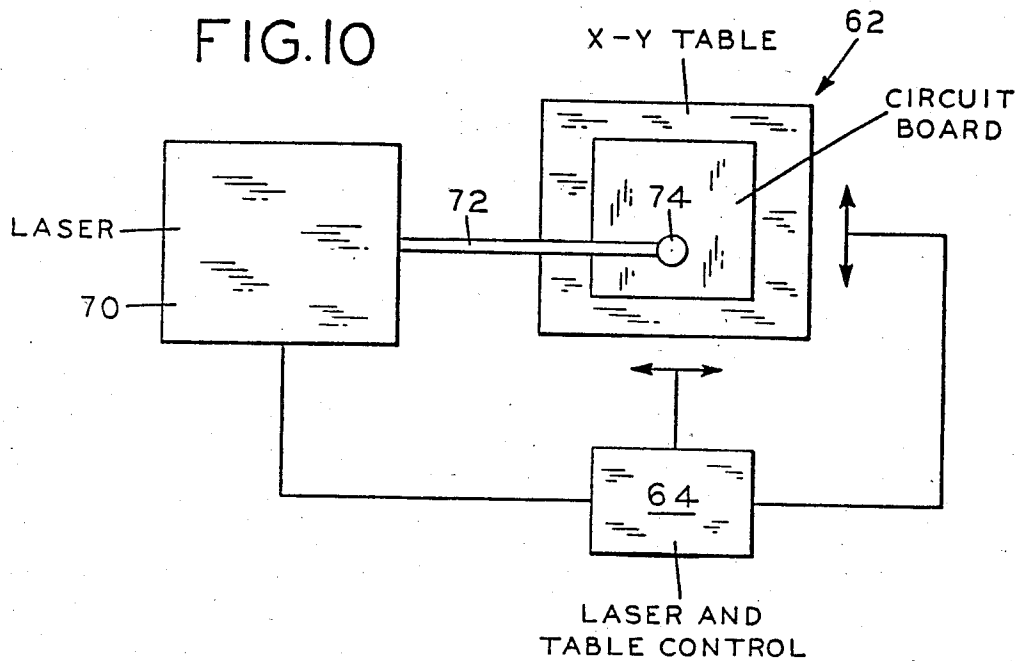 FIG.10
X-Y TABLE
62
CIRCUIT
BOARD
LASER
72
74
70
64
LASER AND
TABLE CONTROL